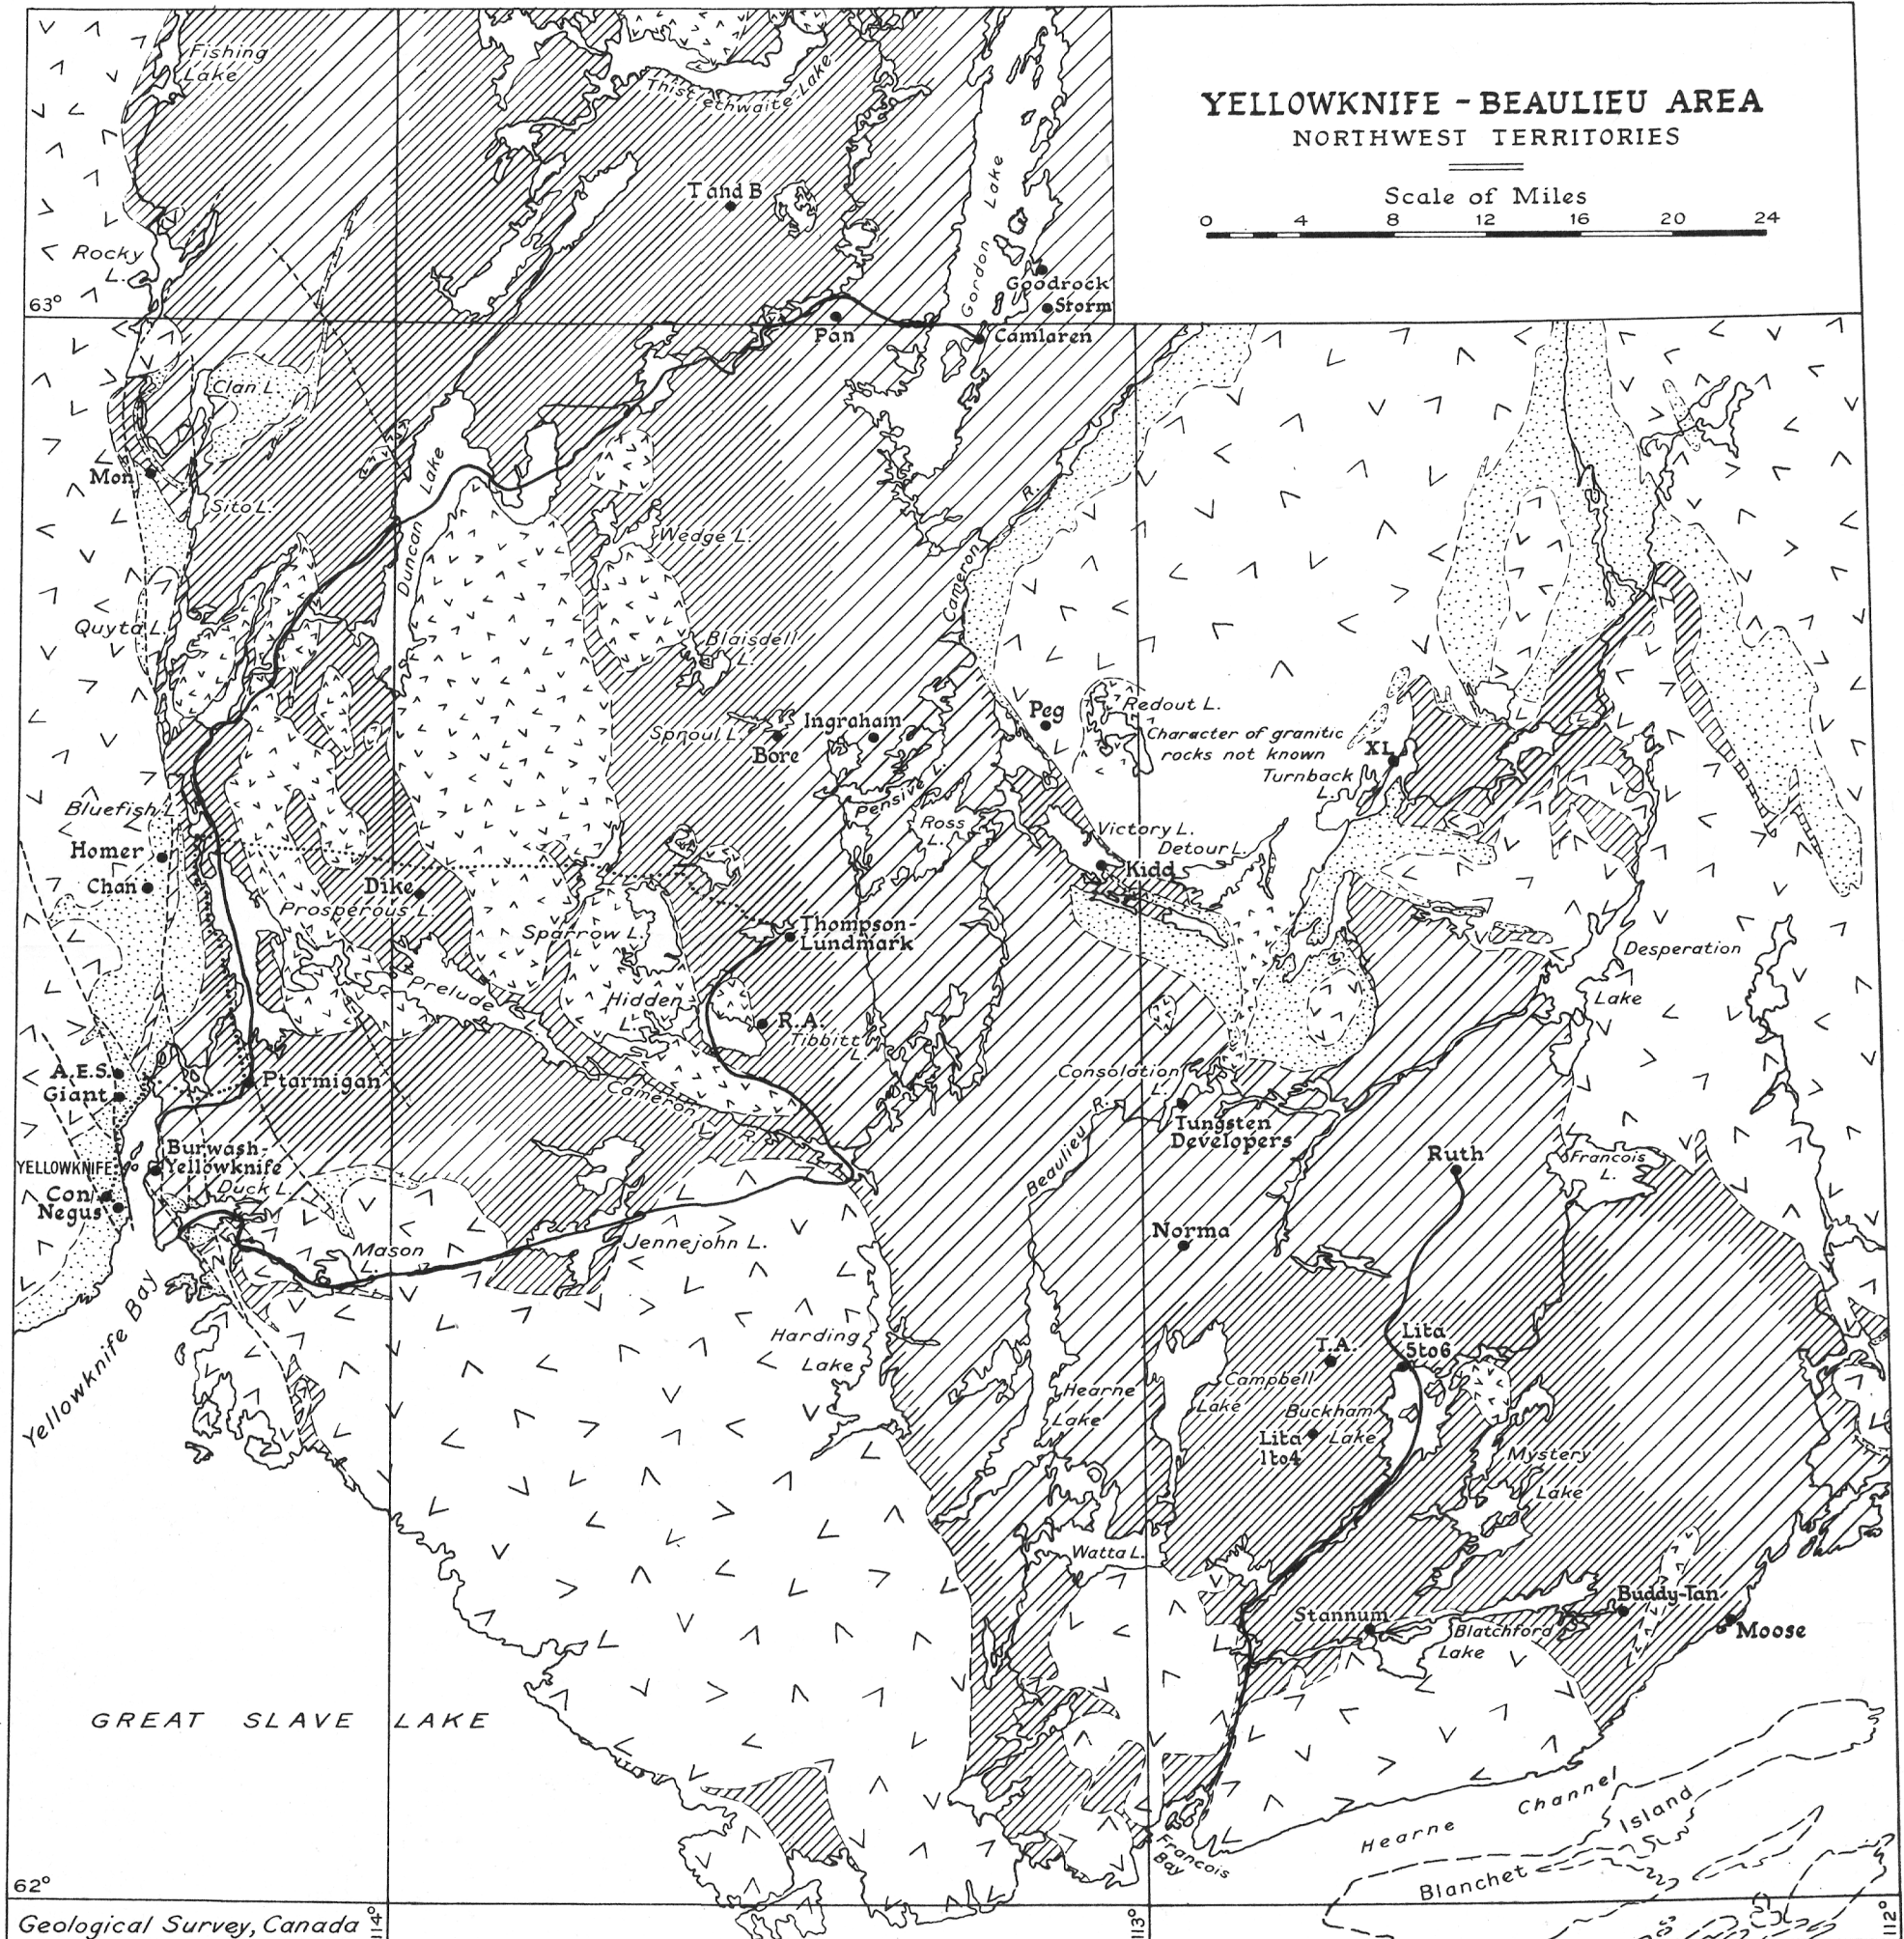 YELLOWKNIFE - BEAULIEU AREA
NORTHWEST TERRITORIES
Scale of Miles
0 4 8 12 16 20 24
Fishing
Lake
Thistlethwaite Lake
T and B
Gordon Lake
Rocky
L.
63°
Goodrock
Storm
Pan
Camlaren
Clan L.
Mon
Sito L.
Duncan Lake
Wedge L.
Cameron R.
Quyta L.
Blaisdell
L.
Peg
Redout L.
Character of granitic
rocks not known
Sproul L.
Ingraham
Bore
XL
Turnback
L.
Pensive L.
Ross
L.
Bluefish L.
Victory L.
Detour L.
Homer
Chan
Dike
Kidd
Prosperous L.
Sparrow L.
Thompson-
Lundmark
Desperation
Lake
Prelude
L.
Hidden
L.
R.A.
Tibbitt
L.
A.E.S.
Giant
Ptarmigan
Consolation
L.
Cameron R.
Beaulieu R.
Tungsten
Developers
Burwash-
Yellowknife
YELLOWKNIFE
Duck L.
Con
Negus
Ruth
Francois
L.
Norma
Mason
L.
Jennejohn L.
Yellowknife Bay
Harding
Lake
T.A.
Lita
5to6
Campbell
Lake
Hearne
Lake
Buckham
Lake
Lita
1to4
Mystery
Lake
Watta L.
Stannum
Buddy-Tan
Blatchford
Lake
Moose
GREAT SLAVE LAKE
Hearne Channel
Francois
Bay
Blanchet Island
62°
Geological Survey, Canada
114°
113°
112°